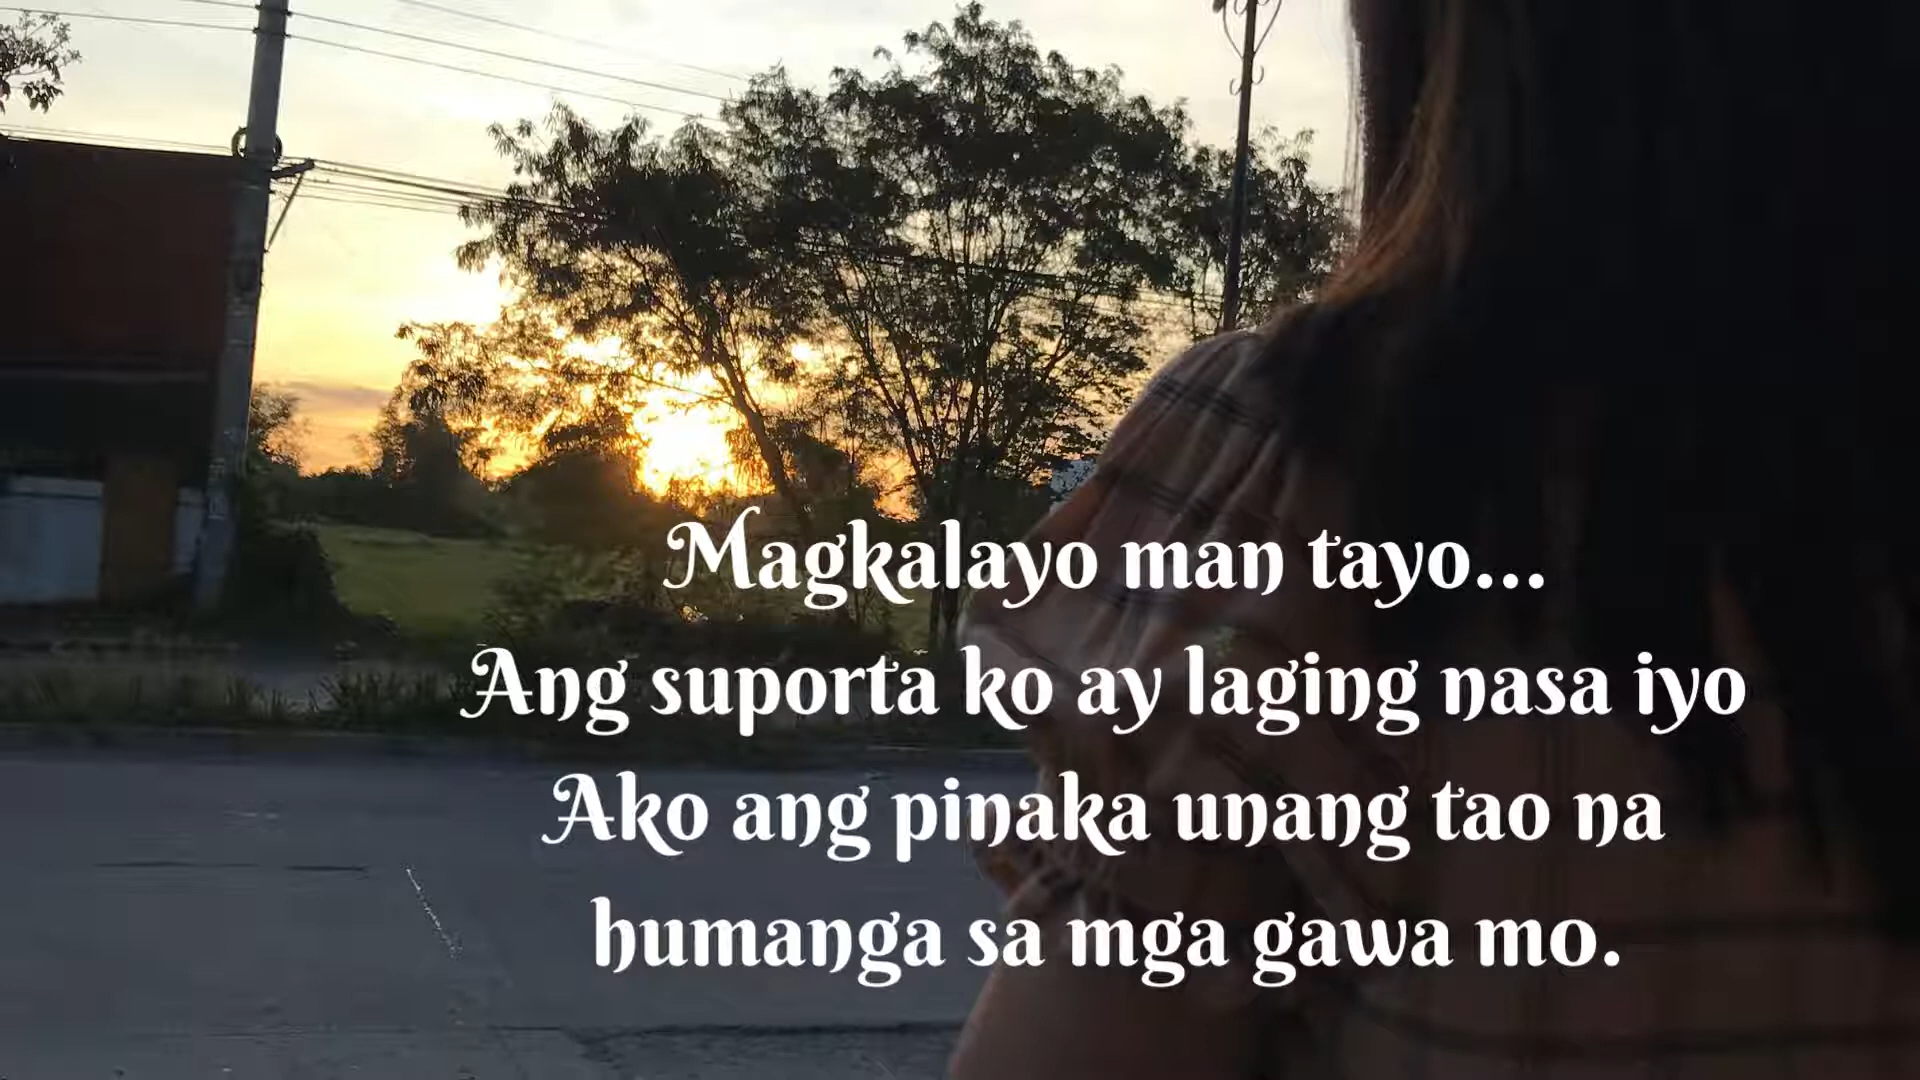 Magkalayo man tayo...
Ang suporta ko ay laging nasa iyo
Ako ang pinaka unang tao na
humanga sa mga gawa mo.